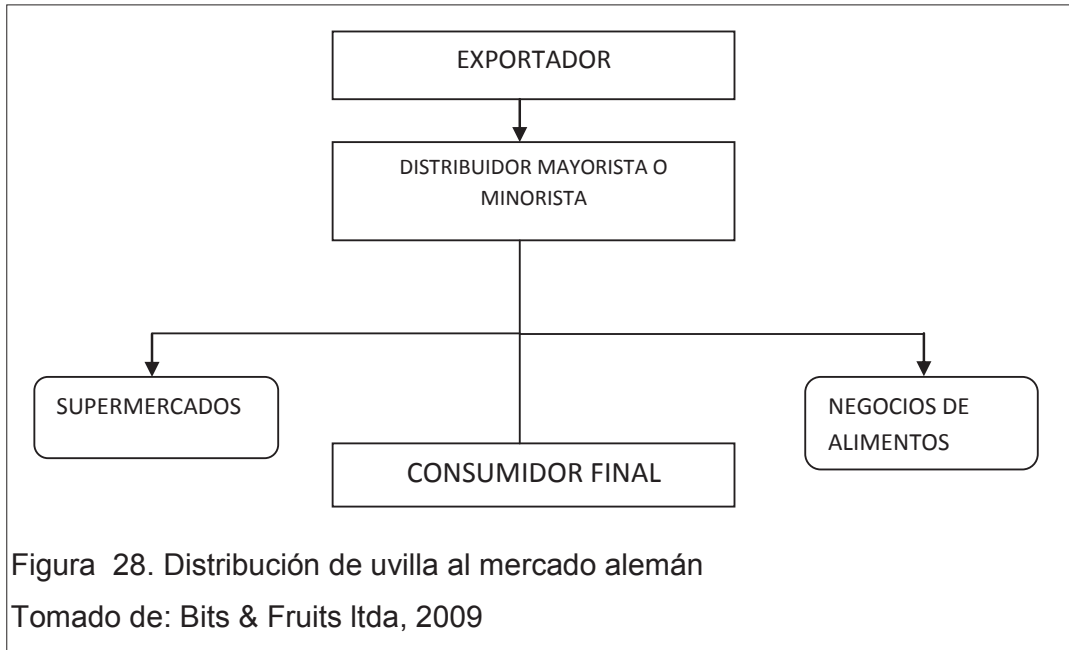 EXPORTADOR
DISTRIBUIDOR MAYORISTA O
MINORISTA
SUPERMERCADOS
NEGOCIOS DE
ALIMENTOS
CONSUMIDOR FINAL
Figura 28. Distribución de uvilla al mercado alemán
Tomado de: Bits & Fruits ltda, 2009